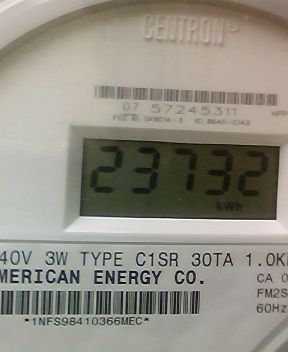 CENTRON
07 57245311
23732
kWh
40V 3W TYPE C1SR 30TA 1.0K
MERICAN ENERGY CO.
CA 0
FM2S
60Hz
*1NFS98410366MEC*